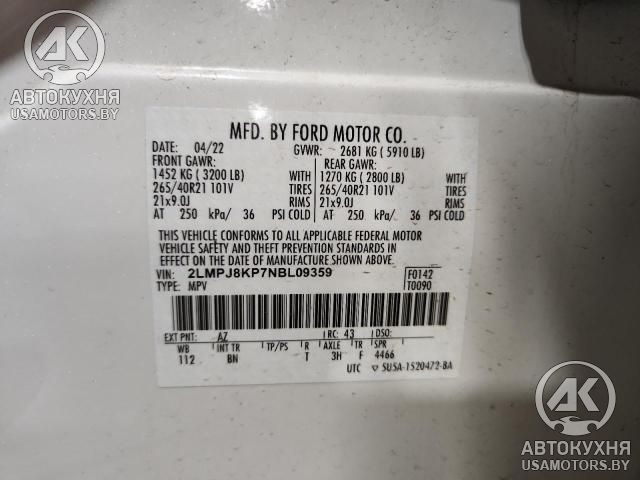 АК
АВТОКУХНЯ
USAMOTORS.BY
MFD. BY FORD MOTOR CO.
DATE: 04/22 GVWR: 2681 KG ( 5910 LB)
FRONT GAWR: REAR GAWR:
1452 KG ( 3200 LB) WITH 1270 KG ( 2800 LB) WITH
265/40R21 101V TIRES 265/40R21 101V TIRES
21x9.0J RIMS 21x9.0J RIMS
AT 250 kPa/ 36 PSI COLD AT 250 kPa/ 36 PSI COLD
THIS VEHICLE CONFORMS TO ALL APPLICABLE FEDERAL MOTOR
VEHICLE SAFETY AND THEFT PREVENTION STANDARDS IN
EFFECT ON THE DATE OF MANUFACTURE SHOWN ABOVE.
VIN: 2LMPJ8KP7NBL09359 F0142
TYPE: MPV T0090
EXT PNT: AZ RC: 43 DSO:
WB INT TR TP/PS R AXLE TR SPR
112 BN T 3H F 4466
UTC ▽ 5U5A-1520472-BA
АК
АВТОКУХНЯ
USAMOTORS.BY